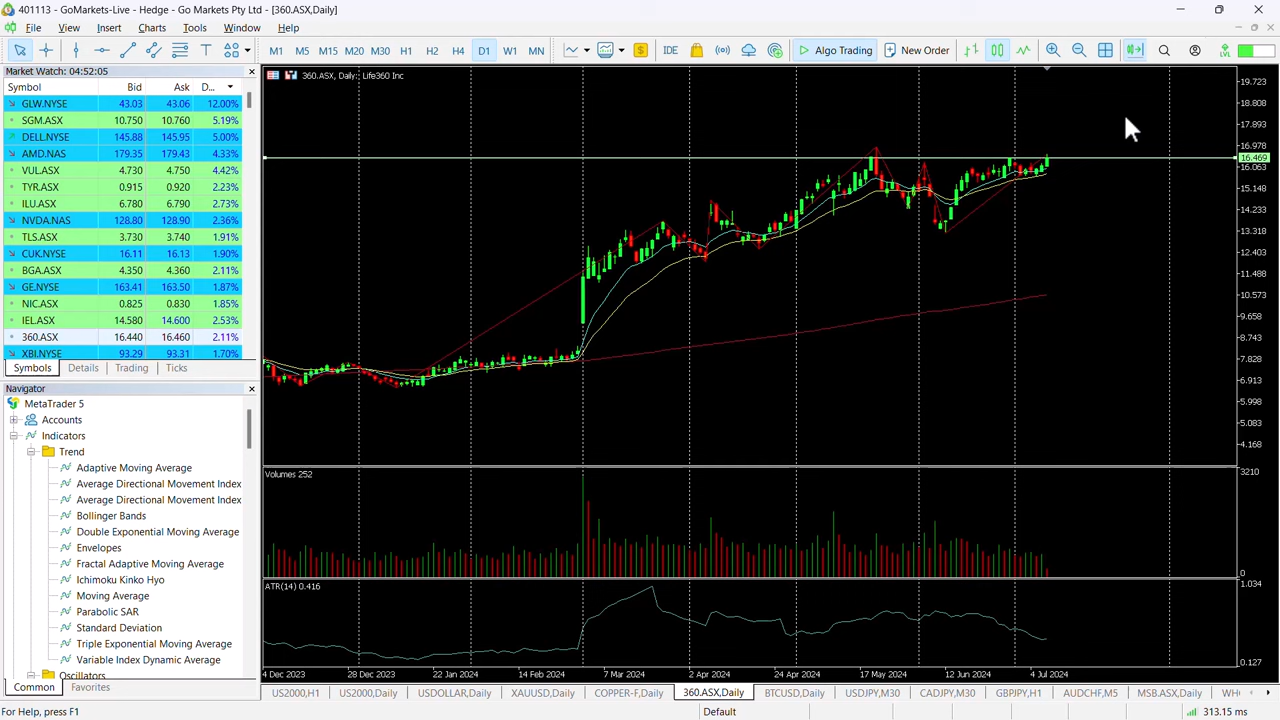 401113 - GoMarkets-Live - Hedge - Go Markets Pty Ltd - [360.ASX,Daily]
File View Insert Charts Tools Window Help
M1 M5 M15 M20 M30 H1 H2 H4 D1 W1 MN IDE Algo Trading New Order LVL
Market Watch: 04:52:05
Symbol Bid Ask D...
GLW.NYSE 43.03 43.06 12.00%
SGM.ASX 10.750 10.760 5.19%
DELL.NYSE 145.88 145.95 5.00%
AMD.NAS 179.35 179.43 4.33%
VUL.ASX 4.730 4.750 4.42%
TYR.ASX 0.915 0.920 2.23%
ILU.ASX 6.780 6.790 2.73%
NVDA.NAS 128.80 128.90 2.36%
TLS.ASX 3.730 3.740 1.91%
CUK.NYSE 16.11 16.13 1.90%
BGA.ASX 4.350 4.360 2.11%
GE.NYSE 163.41 163.50 1.87%
NIC.ASX 0.825 0.830 1.85%
IEL.ASX 14.580 14.600 2.53%
360.ASX 16.440 16.460 2.11%
XBI.NYSE 93.29 93.31 1.70%
Symbols Details Trading Ticks
Navigator
MetaTrader 5
Accounts
Indicators
Trend
Adaptive Moving Average
Average Directional Movement Index
Average Directional Movement Index
Bollinger Bands
Double Exponential Moving Average
Envelopes
Fractal Adaptive Moving Average
Ichimoku Kinko Hyo
Moving Average
Parabolic SAR
Standard Deviation
Triple Exponential Moving Average
Variable Index Dynamic Average
Oscillators
Common Favorites
360.ASX, Daily: Life360 Inc
19.723
18.808
17.893
16.978
16.469
16.063
15.148
14.233
13.318
12.403
11.488
10.573
9.658
8.743
7.828
6.913
5.998
5.083
4.168
Volumes 252
3210
0
ATR(14) 0.416
1.034
0.127
4 Dec 2023 28 Dec 2023 22 Jan 2024 14 Feb 2024 7 Mar 2024 2 Apr 2024 24 Apr 2024 17 May 2024 12 Jun 2024 4 Jul 2024
US2000,H1 US2000,Daily USDOLLAR,Daily XAUUSD,Daily COPPER-F,Daily 360.ASX,Daily BTCUSD,Daily USDJPY,M30 CADJPY,M30 GBPJPY,H1 AUDCHF,M5 MSB.ASX,Daily WH
For Help, press F1 Default 313.15 ms